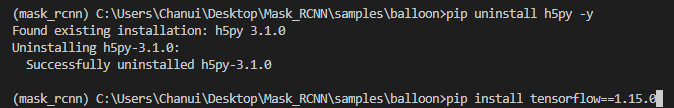 (mask_rcnn) C:\Users\Chanui\Desktop\Mask_RCNN\samples\balloon>pip uninstall h5py -y
Found existing installation: h5py 3.1.0
Uninstalling h5py-3.1.0:
  Successfully uninstalled h5py-3.1.0
(mask_rcnn) C:\Users\Chanui\Desktop\Mask_RCNN\samples\balloon>pip install tensorflow==1.15.0